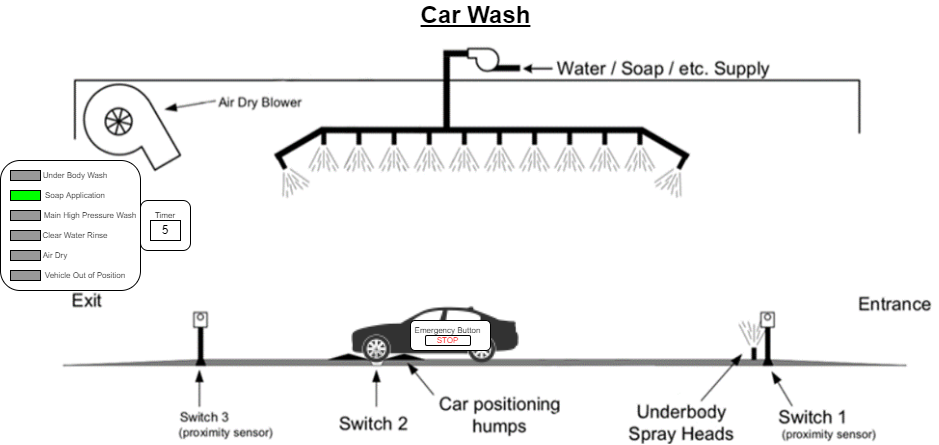 Car Wash
Water / Soap / etc. Supply
Air Dry Blower
Under Body Wash
Soap Application
Main High Pressure Wash
Clear Water Rinse
Air Dry
Vehicle Out of Position
Timer
5
Exit
Entrance
Emergency Button
STOP
Switch 3
(proximity sensor)
Switch 2
Car positioning
humps
Underbody
Spray Heads
Switch 1
(proximity sensor)